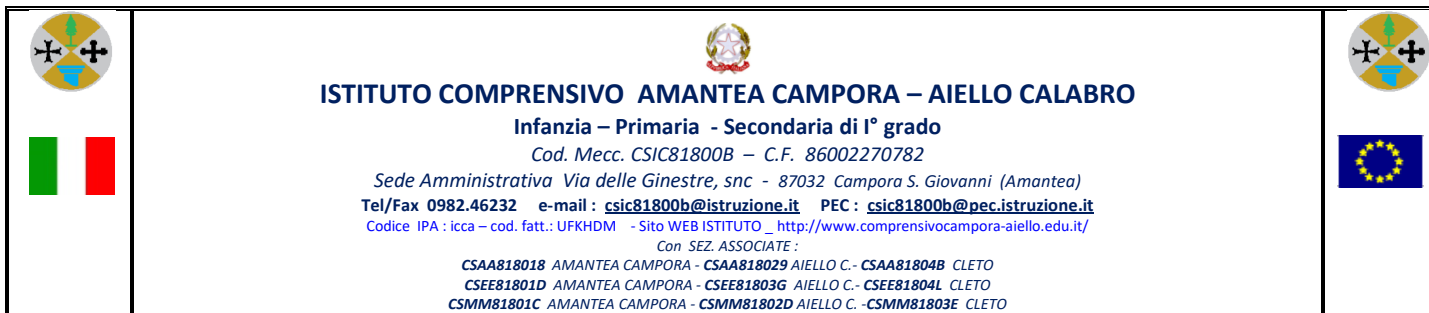 ISTITUTO COMPRENSIVO AMANTEA CAMPORA – AIELLO CALABRO
Infanzia – Primaria - Secondaria di I° grado
Cod. Mecc. CSIC81800B – C.F. 86002270782
Sede Amministrativa Via delle Ginestre, snc - 87032 Campora S. Giovanni (Amantea)
Tel/Fax 0982.46232 e-mail : csic81800b@istruzione.it PEC : csic81800b@pec.istruzione.it
Codice IPA : icca – cod. fatt.: UFKHDM - Sito WEB ISTITUTO _ http://www.comprensivocampora-aiello.edu.it/
Con SEZ. ASSOCIATE :
CSAA818018 AMANTEA CAMPORA - CSAA818029 AIELLO C.- CSAA81804B CLETO
CSEE81801D AMANTEA CAMPORA - CSEE81803G AIELLO C.- CSEE81804L CLETO
CSMM81801C AMANTEA CAMPORA - CSMM81802D AIELLO C. -CSMM81803E CLETO